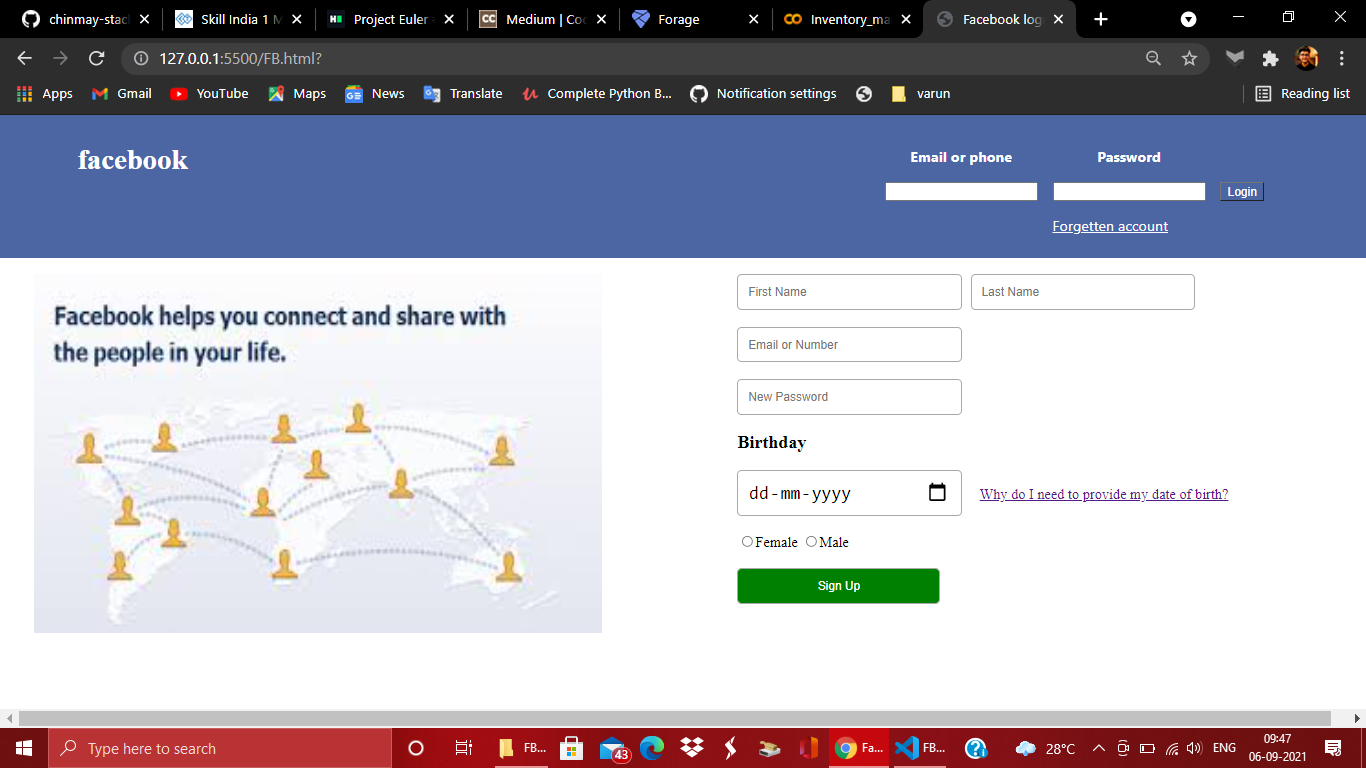 chinmay-stac
Skill India 1 M
Project Euler
Medium | Co
Forage
Inventory_ma
Facebook log
127.0.0.1:5500/FB.html?
Apps
Gmail
YouTube
Maps
News
Translate
Complete Python B...
Notification settings
varun
Reading list
facebook
Email or phone
Password
Login
Forgetten account
Facebook helps you connect and share with
the people in your life.
First Name
Last Name
Email or Number
New Password
Birthday
dd-mm-yyyy
Why do I need to provide my date of birth?
Female
Male
Sign Up
Type here to search
FB...
43
Fa...
FB...
28°C
ENG
09:47
06-09-2021